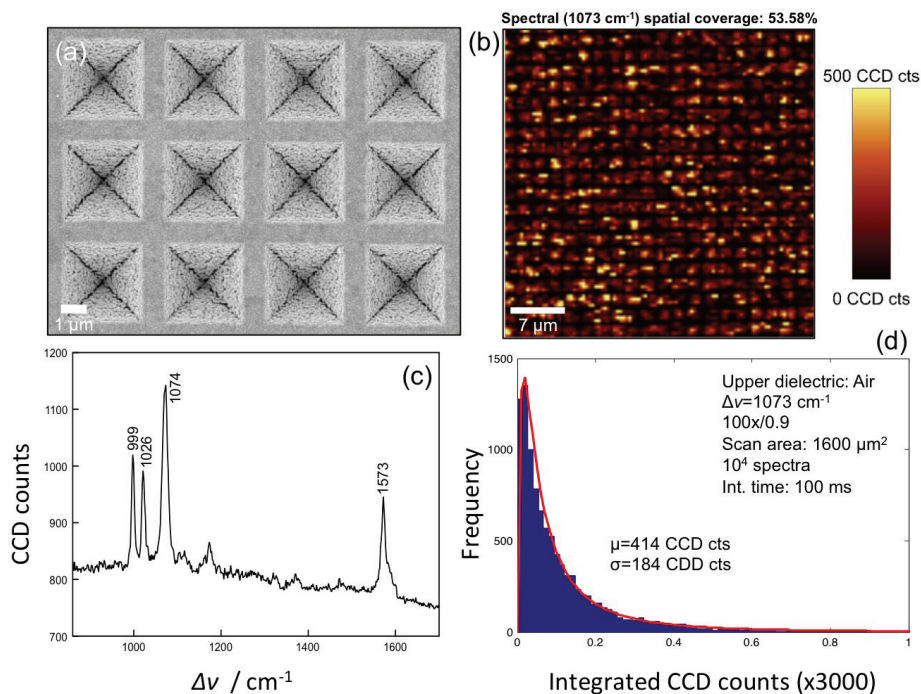 Spectral (1073 cm⁻¹) spatial coverage: 53.58%
(a)
1 µm
(b)
7 µm
500 CCD cts
0 CCD cts
(c)
1200
1100
1000
900
800
700
999
1026
1074
1573
1000
1200
1400
1600
CCD counts
Δν / cm⁻¹
(d)
1500
1000
500
0
Upper dielectric: Air
Δν=1073 cm⁻¹
100x/0.9
Scan area: 1600 µm²
10⁴ spectra
Int. time: 100 ms
µ=414 CCD cts
σ=184 CDD cts
Frequency
0
0.2
0.4
0.6
0.8
1
Integrated CCD counts (x3000)